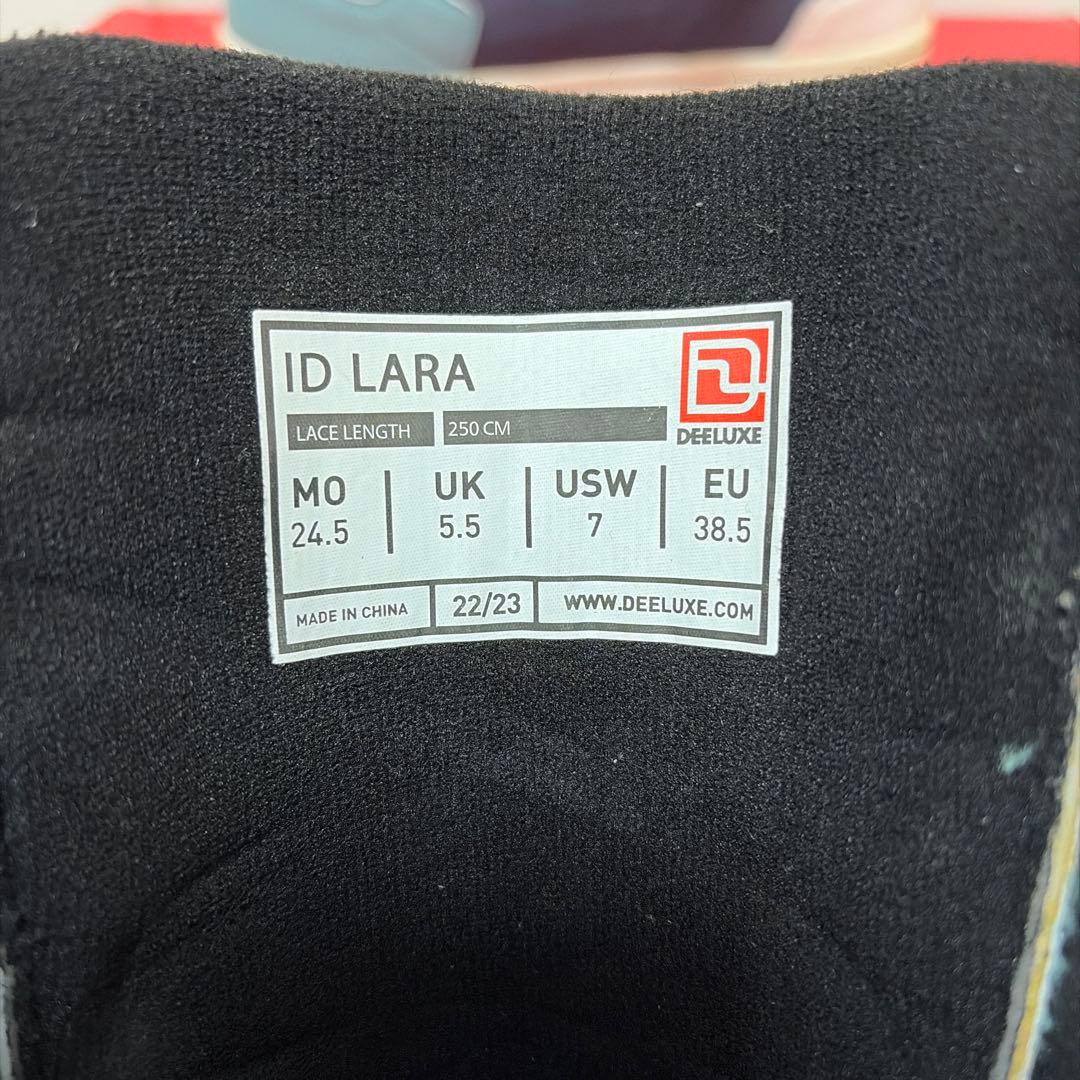 ID LARA
DEELUXE
LACE LENGTH 250 CM
MO UK USW EU
24.5 5.5 7 38.5
MADE IN CHINA 22/23 WWW.DEELUXE.COM